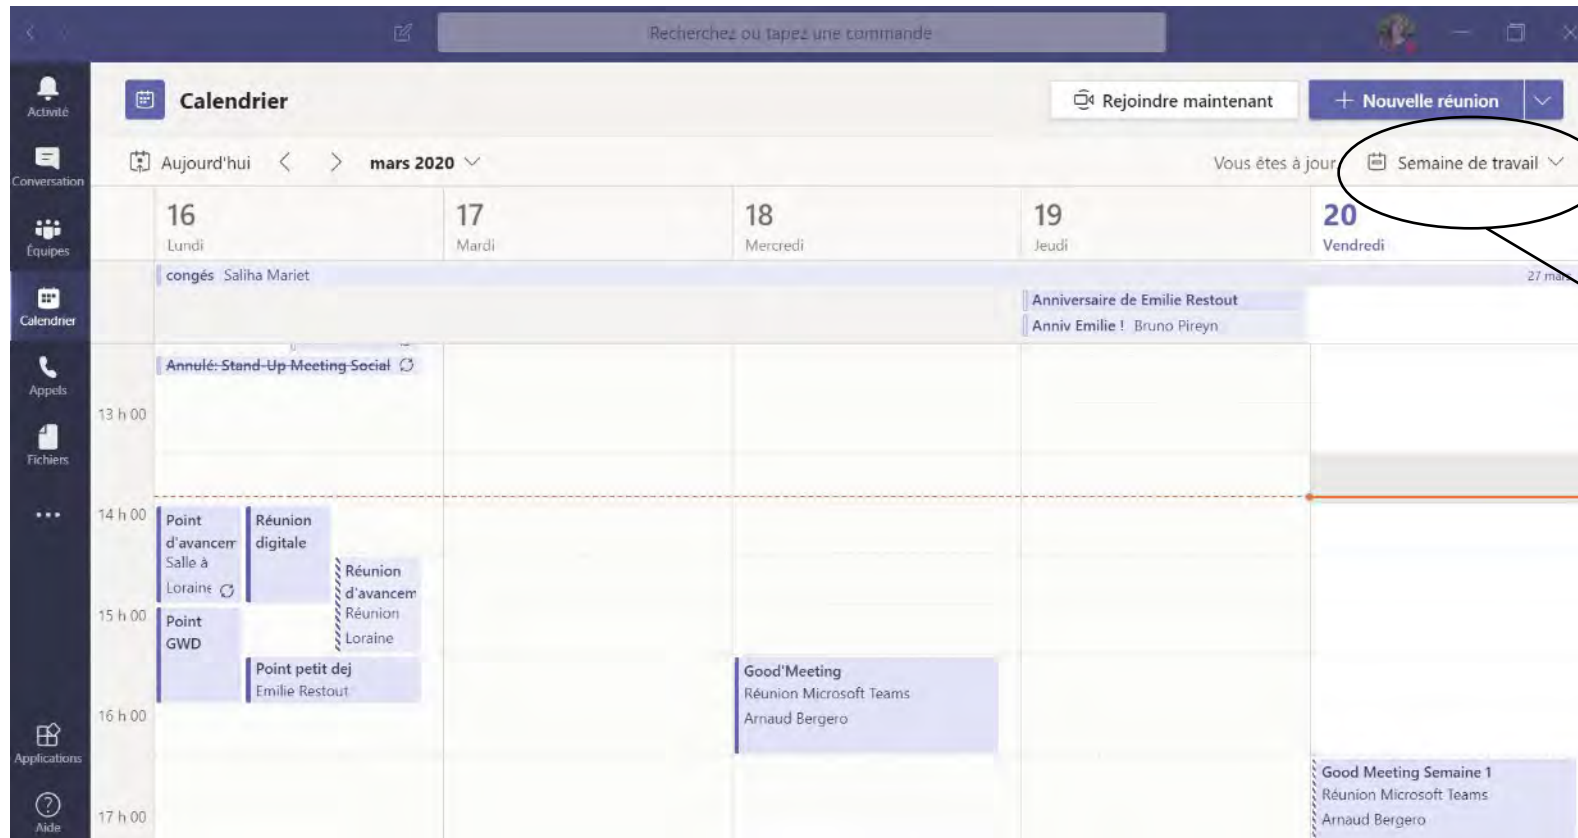 Recherchez ou tapez une commande
Activité
Conversation
Équipes
Calendrier
Appels
Fichiers
Applications
Aide
Calendrier
Rejoindre maintenant
+ Nouvelle réunion
Aujourd'hui
mars 2020
Vous êtes à jour
Semaine de travail
16
Lundi
17
Mardi
18
Mercredi
19
Jeudi
20
Vendredi
congés Saliha Mariet
27 mars
Anniversaire de Emilie Restout
Anniv Emilie ! Bruno Pireyn
Annulé: Stand-Up Meeting Social
13 h 00
14 h 00
15 h 00
16 h 00
17 h 00
Point
d'avancem
Salle à
Loraine
Réunion
digitale
Réunion
d'avancem
Réunion
Loraine
Point
GWD
Point petit dej
Emilie Restout
Good'Meeting
Réunion Microsoft Teams
Arnaud Bergero
Good Meeting Semaine 1
Réunion Microsoft Teams
Arnaud Bergero